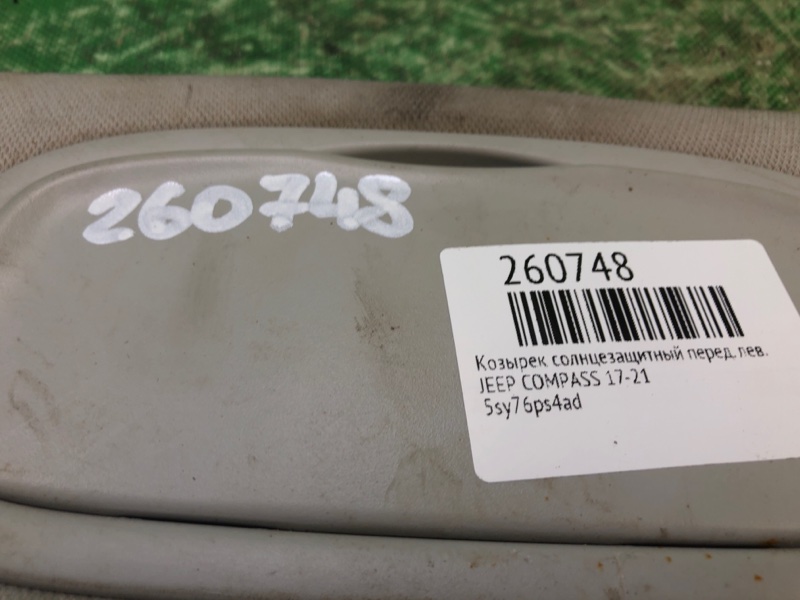 260748
260748
Козырек солнцезащитный перед.лев.
JEEP COMPASS 17-21
5sy76ps4ad